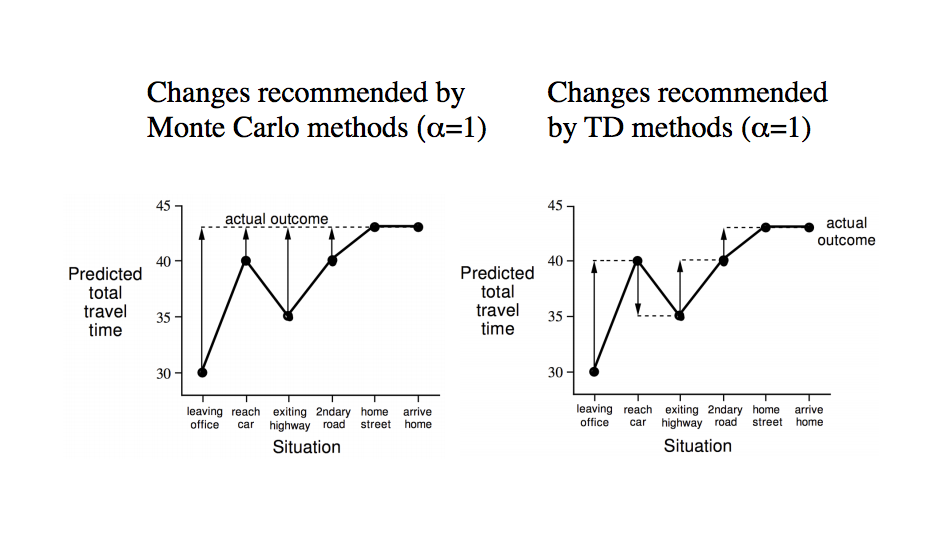 Changes recommended by
Monte Carlo methods (α=1)
Changes recommended
by TD methods (α=1)
45
40
35
30
actual outcome
Predicted
total
travel
time
leaving
office
reach
car
exiting
highway
2ndary
road
home
street
arrive
home
Situation
45
40
35
30
actual
outcome
Predicted
total
travel
time
leaving
office
reach
car
exiting
highway
2ndary
road
home
street
arrive
home
Situation